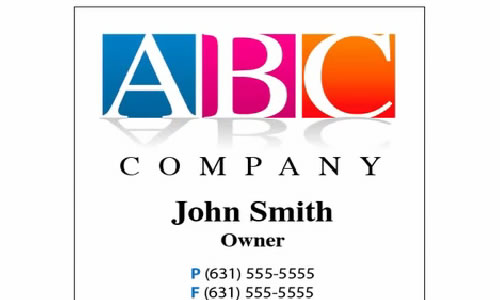 ABC
COMPANY
John Smith
Owner
P (631) 555-5555
F (631) 555-5555